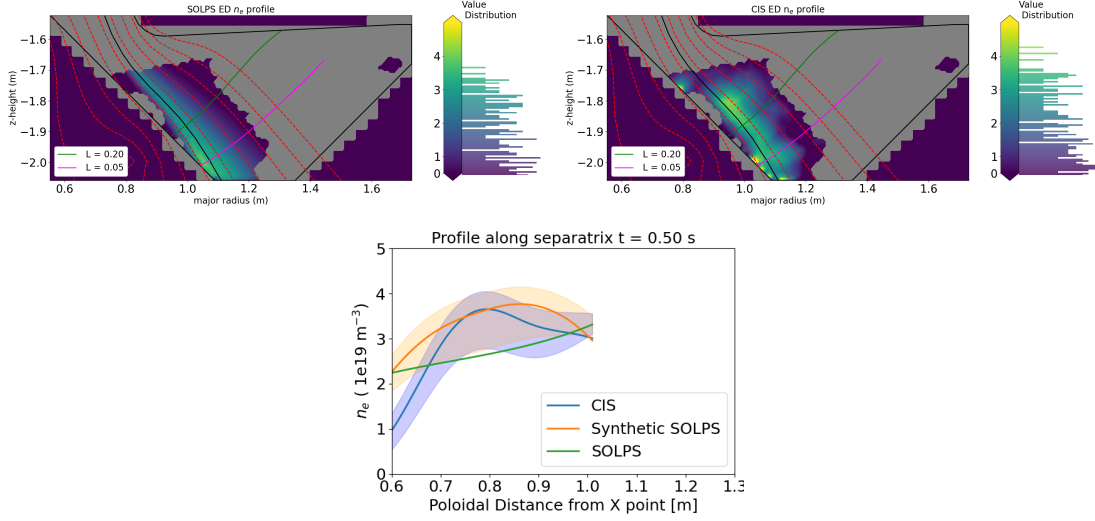 SOLPS ED n_e profile
Value
Distribution
z-height (m)
−1.6
−1.7
−1.8
−1.9
−2.0
L = 0.20
L = 0.05
0.6 0.8 1.0 1.2 1.4 1.6
major radius (m)
4
3
2
1
0
CIS ED n_e profile
Value
Distribution
z-height (m)
−1.6
−1.7
−1.8
−1.9
−2.0
L = 0.20
L = 0.05
0.6 0.8 1.0 1.2 1.4 1.6
major radius (m)
4
3
2
1
0
Profile along separatrix t = 0.50 s
n_e ( 1e19 m⁻³)
5
4
3
2
1
0
CIS
Synthetic SOLPS
SOLPS
0.6 0.7 0.8 0.9 1.0 1.1 1.2 1.3
Poloidal Distance from X point [m]